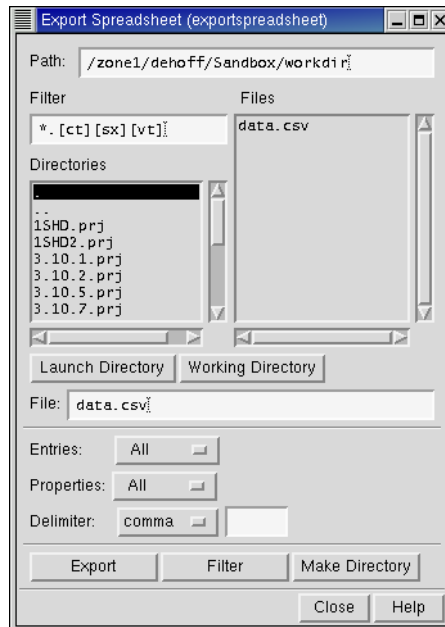 Export Spreadsheet (exportspreadsheet)
Path: /zone1/dehoff/Sandbox/workdir
Filter Files
*.[ct][sx][vt] data.csv
Directories
.
..
1SHD.prj
1SHD2.prj
3.10.1.prj
3.10.2.prj
3.10.5.prj
3.10.7.prj
Launch Directory Working Directory
File: data.csv
Entries: All
Properties: All
Delimiter: comma
Export Filter Make Directory
Close Help